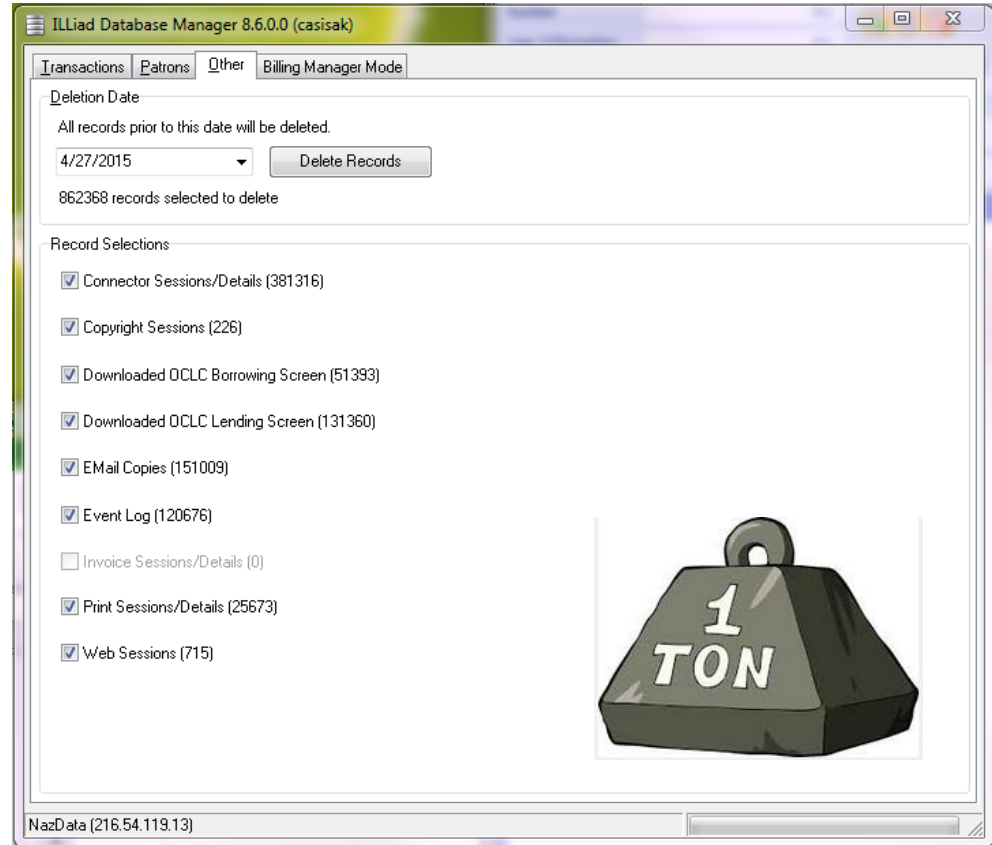 ILLiad Database Manager 8.6.0.0 (casisak)
Transactions Patrons Other Billing Manager Mode
Deletion Date
All records prior to this date will be deleted.
4/27/2015 Delete Records
862368 records selected to delete
Record Selections
Connector Sessions/Details (381316)
Copyright Sessions (226)
Downloaded OCLC Borrowing Screen (51393)
Downloaded OCLC Lending Screen (131360)
EMail Copies (151009)
Event Log (120676)
Invoice Sessions/Details (0)
Print Sessions/Details (25673)
Web Sessions (715)
1
TON
NazData (216.54.119.13)